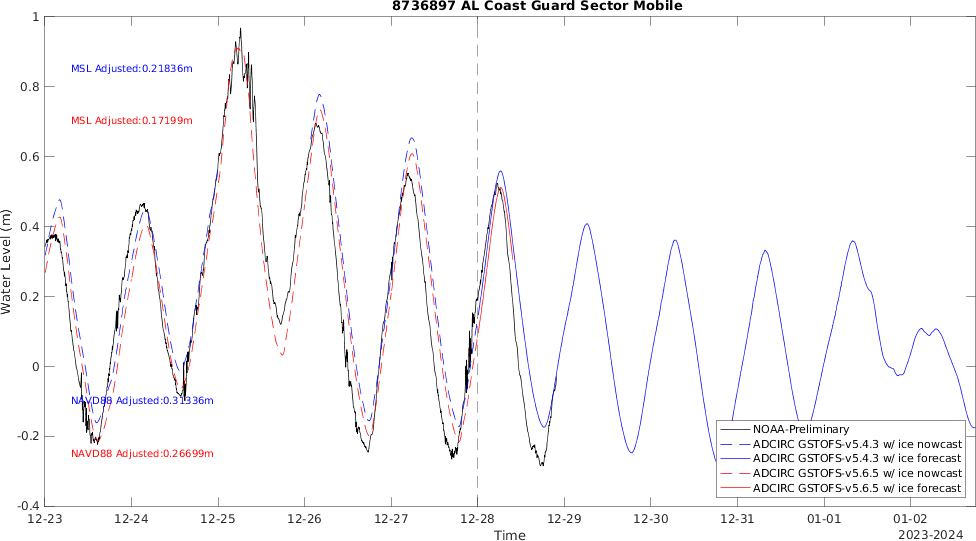 8736897 AL Coast Guard Sector Mobile
1
0.8
0.6
0.4
0.2
0
-0.2
-0.4
Water Level (m)
MSL Adjusted:0.21836m
MSL Adjusted:0.17199m
NAVD88 Adjusted:0.31336m
NAVD88 Adjusted:0.26699m
NOAA-Preliminary
ADCIRC GSTOFS-v5.4.3 w/ ice nowcast
ADCIRC GSTOFS-v5.4.3 w/ ice forecast
ADCIRC GSTOFS-v5.6.5 w/ ice nowcast
ADCIRC GSTOFS-v5.6.5 w/ ice forecast
12-23 12-24 12-25 12-26 12-27 12-28 12-29 12-30 12-31 01-01 01-02
Time
2023-2024